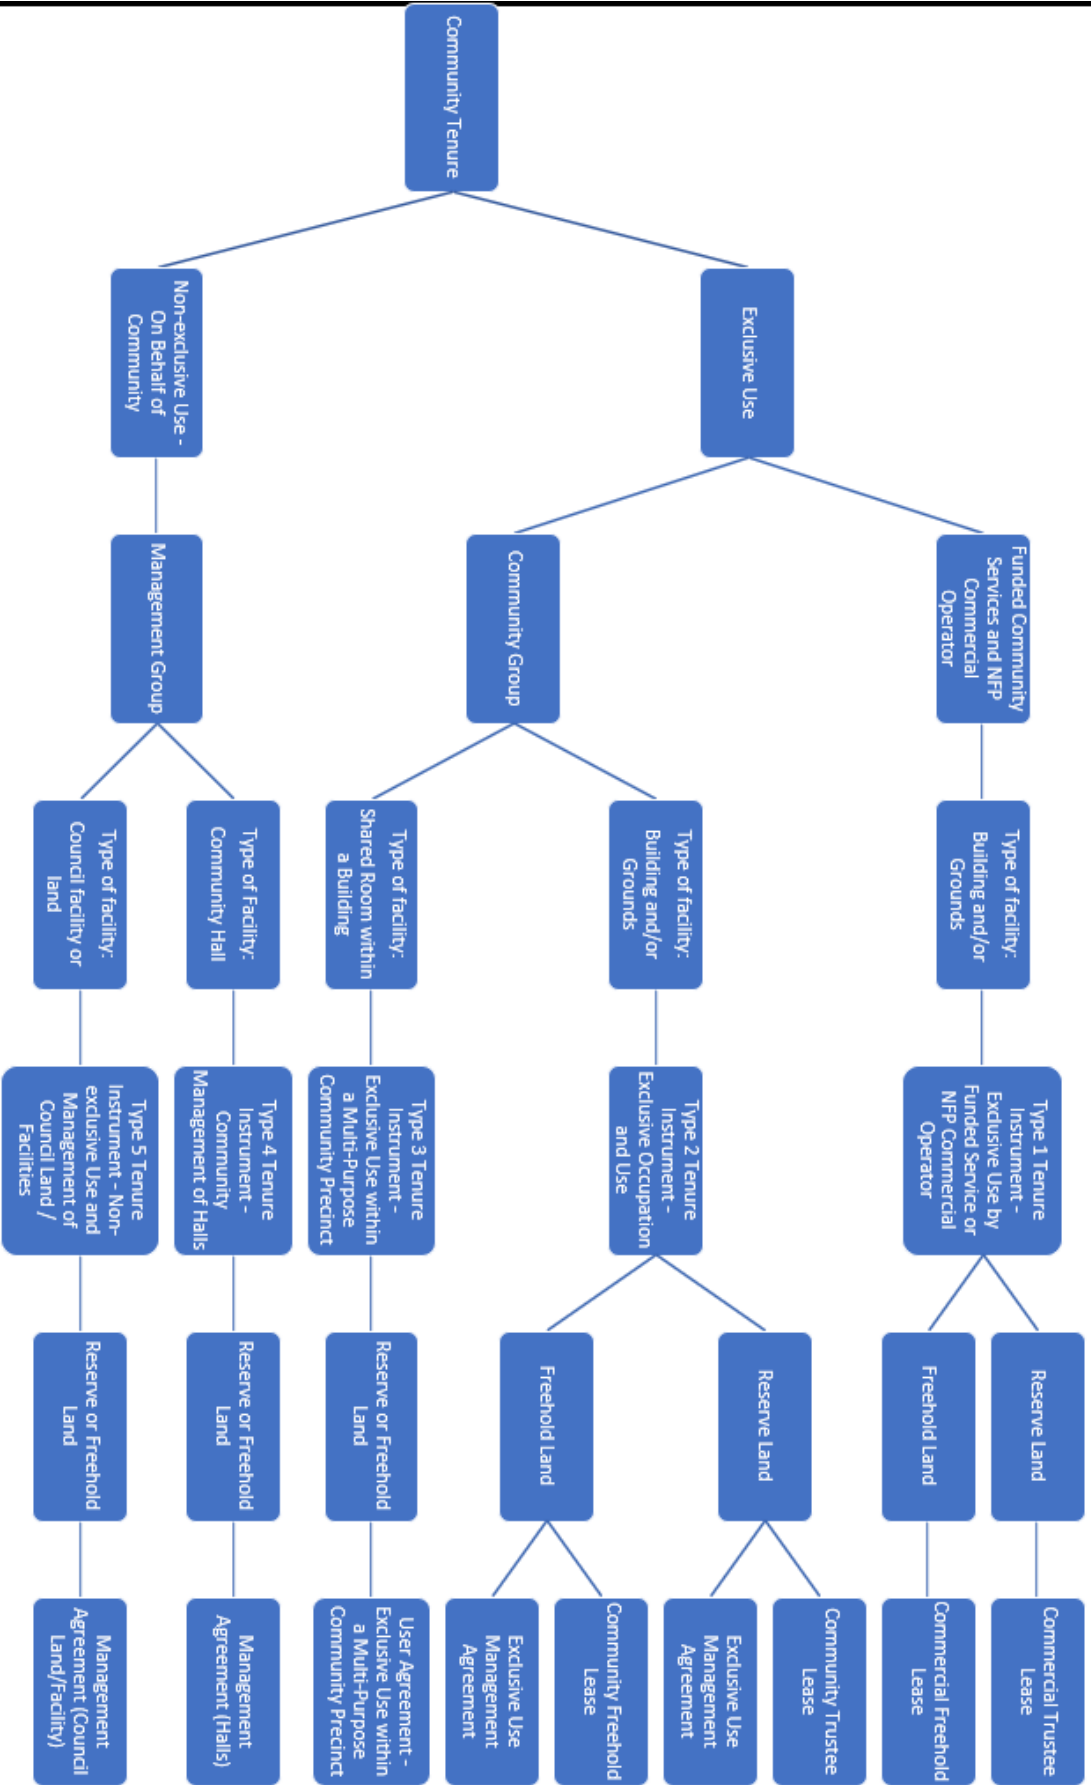 Community Tenure
Exclusive Use
Non-exclusive Use -
On Behalf of
Community
Funded Community
Services and NFP
Commercial
Operator
Community Group
Management Group
Type of facility:
Building and/or
Grounds
Type of facility:
Building and/or
Grounds
Type of facility:
Shared Room within
a Building
Type of Facility:
Community Hall
Type of facility:
Council facility or
land
Type 1 Tenure
Instrument -
Exclusive Use by
Funded Service or
NFP Commercial
Operator
Type 2 Tenure
Instrument -
Exclusive Occupation
and Use
Type 3 Tenure
Instrument -
Exclusive Use within
a Multi-Purpose
Community Precinct
Type 4 Tenure
Instrument -
Community
Management of Halls
Type 5 Tenure
Instrument - Non-
exclusive Use and
Management of
Council Land /
Facilities
Reserve Land
Freehold Land
Reserve Land
Freehold Land
Reserve or Freehold
Land
Reserve or Freehold
Land
Reserve or Freehold
Land
Commercial Trustee
Lease
Commercial Freehold
Lease
Community Trustee
Lease
Exclusive Use
Management
Agreement
Community Freehold
Lease
Exclusive Use
Management
Agreement
User Agreement -
Exclusive Use within
a Multi-Purpose
Community Precinct
Management
Agreement (Halls)
Management
Agreement (Council
Land/Facility)